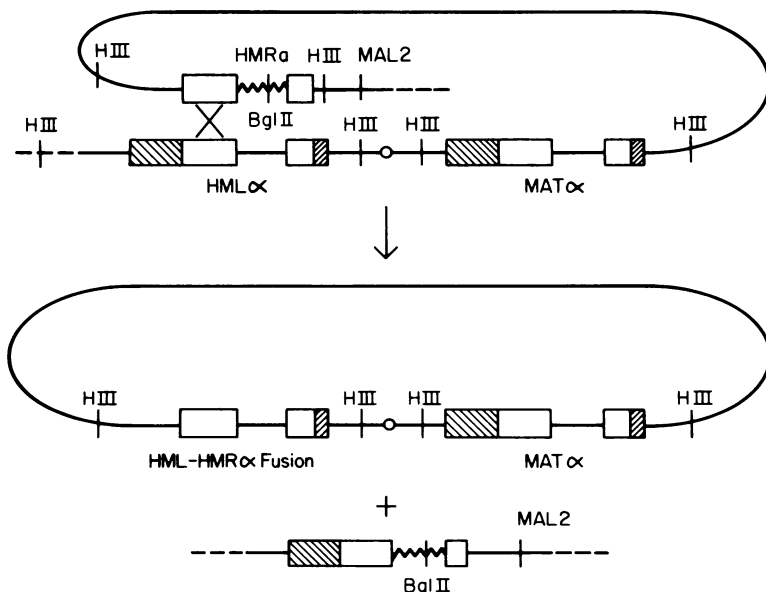 HIII HMRa HIII MAL2
BglII
HIII HIII HIII HIII
HMLα MATα
HIII HIII HIII HIII
HML-HMRα Fusion MATα
+
MAL2
BglII